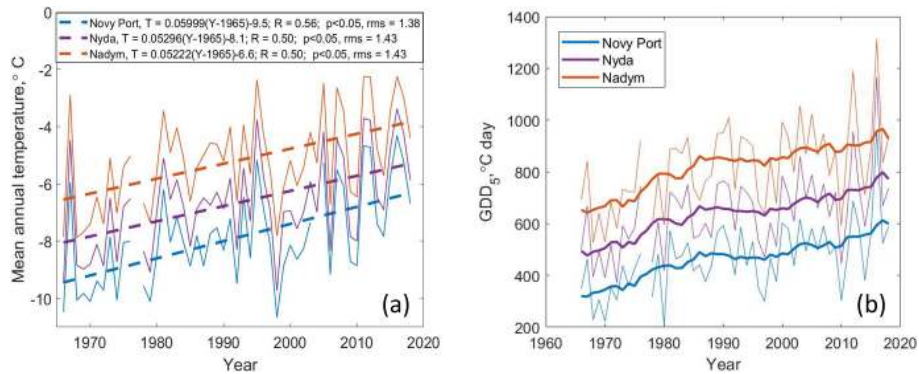 Novy Port, T = 0.05999(Y-1965)-9.5, R = 0.56; p<0.05, rms = 1.38
Nyda, T = 0.05296(Y-1965)-8.1, R = 0.50; p<0.05, rms = 1.43
Nadym, T = 0.05222(Y-1965)-6.6, R = 0.50; p<0.05, rms = 1.43
0
-2
-4
-6
-8
-10
Mean annual temperature,° C
1970
1980
1990
2000
2010
2020
Year
(a)
Novy Port
Nyda
Nadym
1400
1200
1000
800
600
400
200
GDD5,°C day
1960
1970
1980
1990
2000
2010
2020
Year
(b)